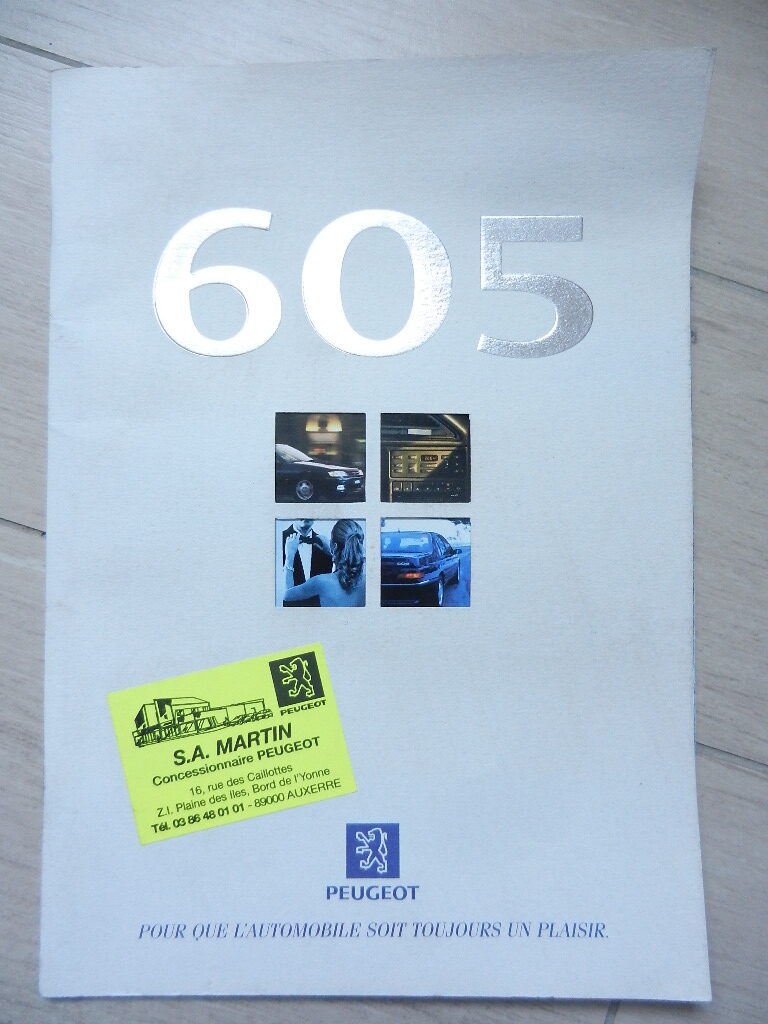 605
PEUGEOT
S.A. MARTIN
Concessionnaire PEUGEOT
16, rue des Caillottes
Z.I. Plaine des Iles, Bord de l'Yonne
Tél. 03 86 48 01 01 - 89000 AUXERRE
PEUGEOT
POUR QUE L'AUTOMOBILE SOIT TOUJOURS UN PLAISIR.